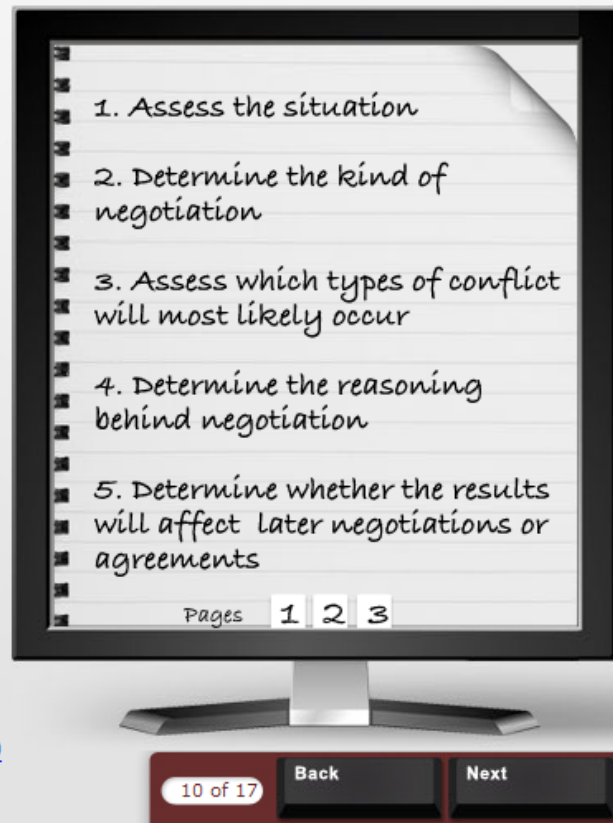 1. Assess the situation
2. Determine the kind of
negotiation
3. Assess which types of conflict
will most likely occur
4. Determine the reasoning
behind negotiation
5. Determine whether the results
will affect later negotiations or
agreements
Pages 1 2 3
10 of 17 Back Next